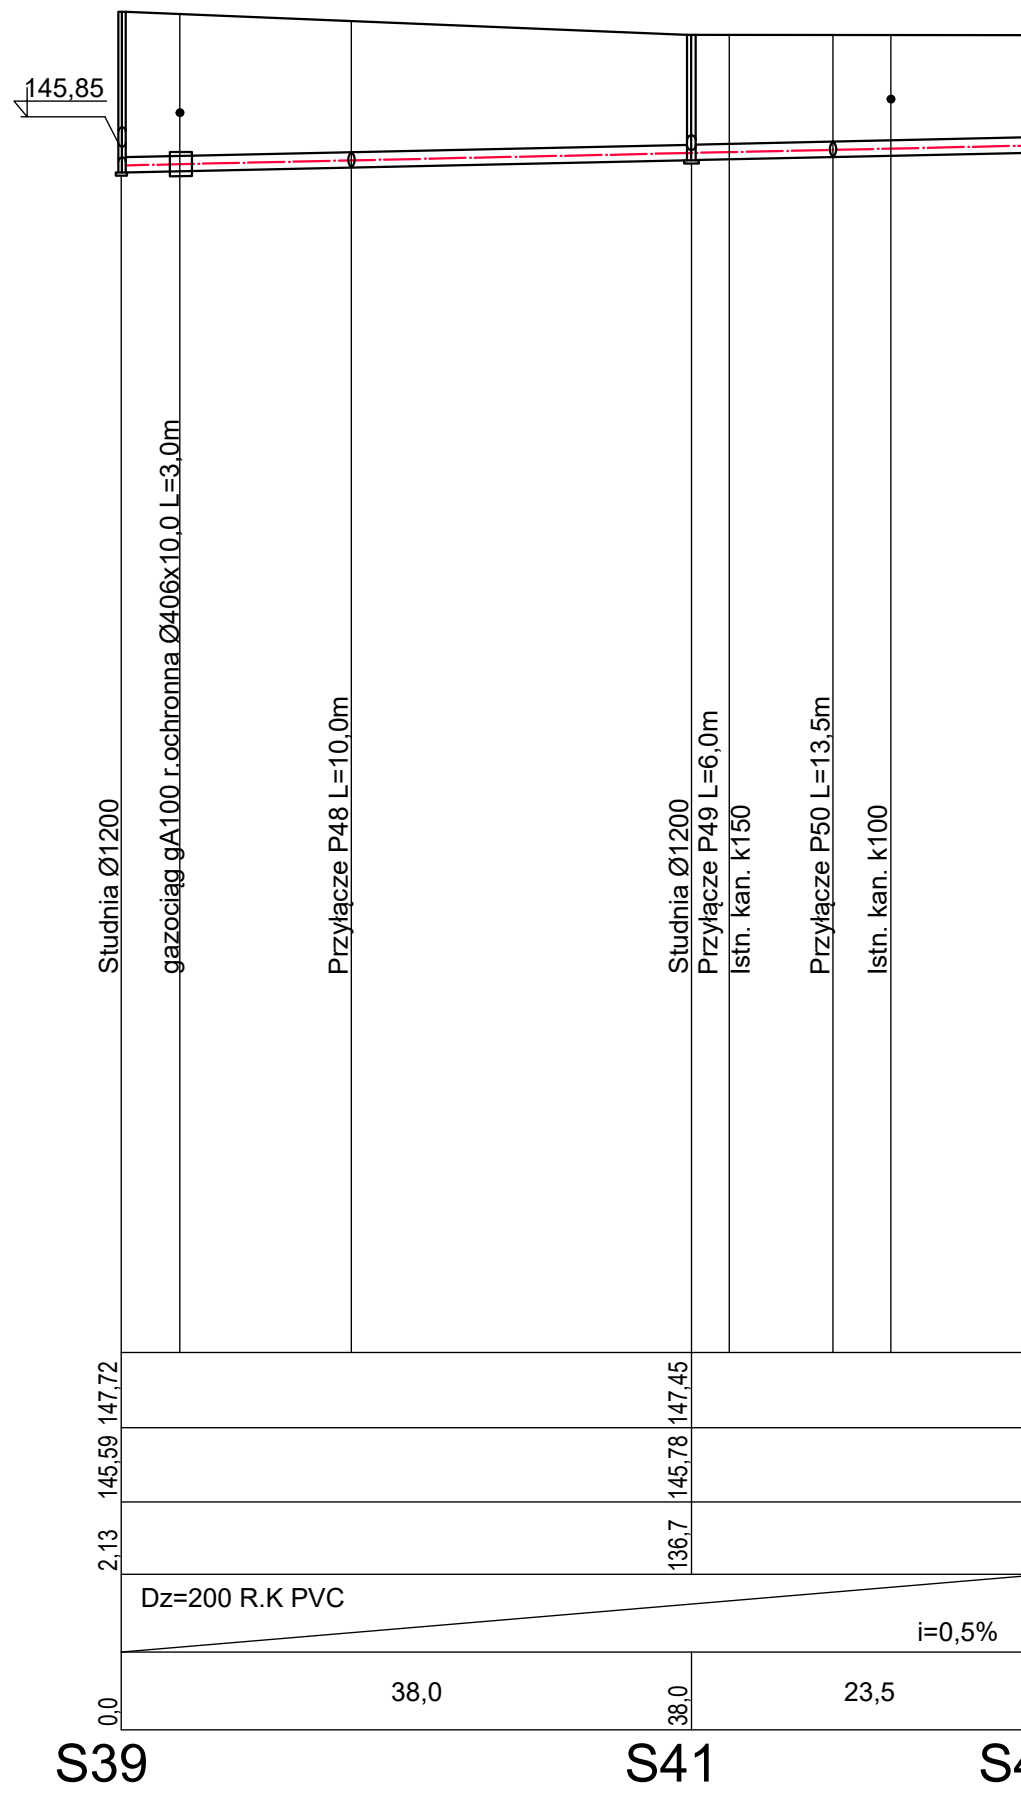 145,85
Studnia Ø1200
gazociąg gA100 r.ochronna Ø406x10,0 L=3,0m
Przyłącze P48 L=10,0m
Studnia Ø1200
Przyłącze P49 L=6,0m
Istn. kan. k150
Przyłącze P50 L=13,5m
Istn. kan. k100
147,72
147,45
145,59
145,78
2,13
136,7
Dz=200 R.K PVC
i=0,5%
0,0
38,0
38,0
23,5
S39
S41